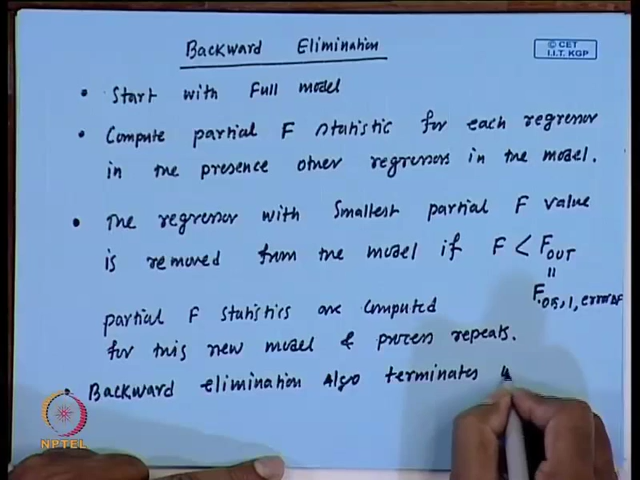 Backward Elimination
© CET
I.I.T. KGP
• Start with Full model
• Compute partial F statistic for each regressor
in the presence other regressors in the model.
• The regressor with smallest partial F value
is removed from the model if F < F_OUT
"
F.05, 1, error df
partial F statistics are computed
for this new model & process repeats.
• Backward elimination Algo terminates
NPTEL